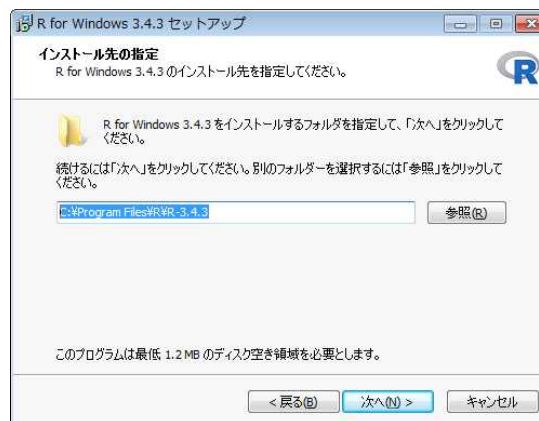 R for Windows 3.4.3 セットアップ
インストール先の指定
R for Windows 3.4.3 のインストール先を指定してください。
R
R for Windows 3.4.3 をインストールするフォルダを指定して、「次へ」をクリックして
ください。
続けるには「次へ」をクリックしてください。別のフォルダーを選択するには「参照」をクリックして
ください。
C:¥Program Files¥R¥R-3.4.3
参照(R)
このプログラムは最低 1.2 MB のディスク空き領域を必要とします。
< 戻る(B)
次へ(N) >
キャンセル